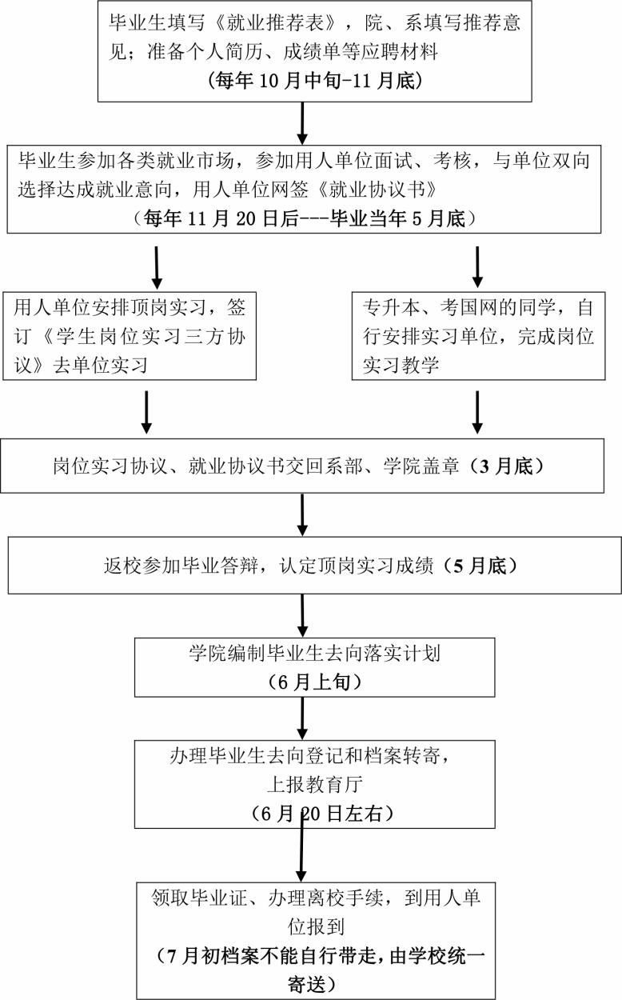 毕业生填写《就业推荐表》，院、系填写推荐意
见；准备个人简历、成绩单等应聘材料
(每年 10 月中旬-11 月底)
毕业生参加各类就业市场，参加用人单位面试、考核，与单位双向
选择达成就业意向，用人单位网签《就业协议书》
（每年 11 月 20 日后---毕业当年 5 月底）
用人单位安排顶岗实习，签
订《学生岗位实习三方协
议》去单位实习
专升本、考国网的同学，自
行安排实习单位，完成岗位
实习教学
岗位实习协议、就业协议书交回系部、学院盖章（3 月底）
返校参加毕业答辩，认定顶岗实习成绩（5 月底）
学院编制毕业生去向落实计划
（6 月上旬）
办理毕业生去向登记和档案转寄，
上报教育厅
（6 月 20 日左右）
领取毕业证、办理离校手续，到用人单
位报到
（7 月初档案不能自行带走，由学校统一
寄送）